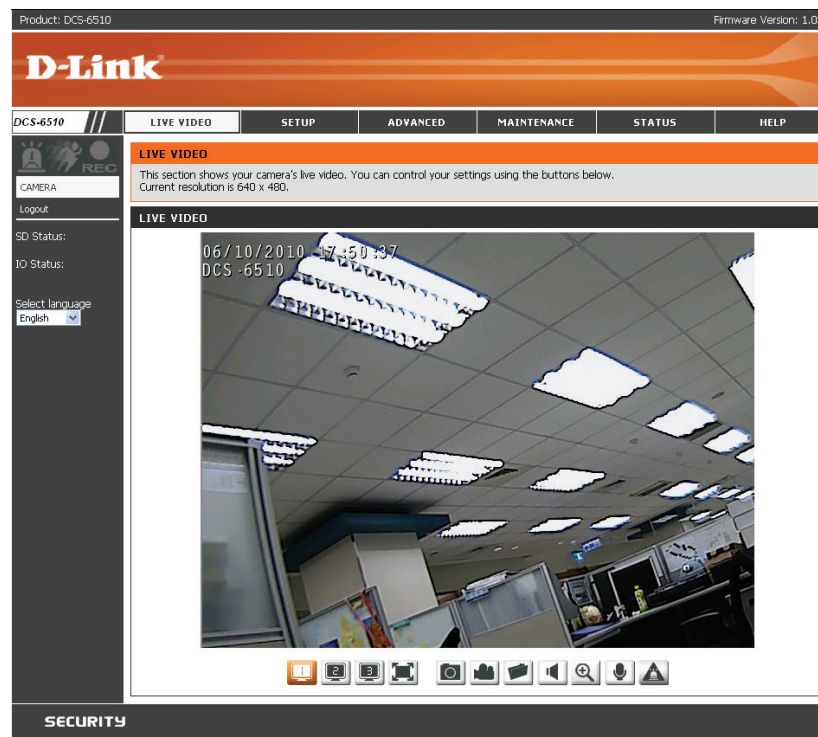 Product: DCS-6510
Firmware Version: 1.0
D-Link
DCS-6510
LIVE VIDEO
SETUP
ADVANCED
MAINTENANCE
STATUS
HELP
REC
CAMERA
Logout
SD Status:
IO Status:
Select language
English
LIVE VIDEO
This section shows your camera's live video. You can control your settings using the buttons below.
Current resolution is 640 x 480.
LIVE VIDEO
06/10/2010 17:50:37
DCS-6510
1
2
3
SECURITY